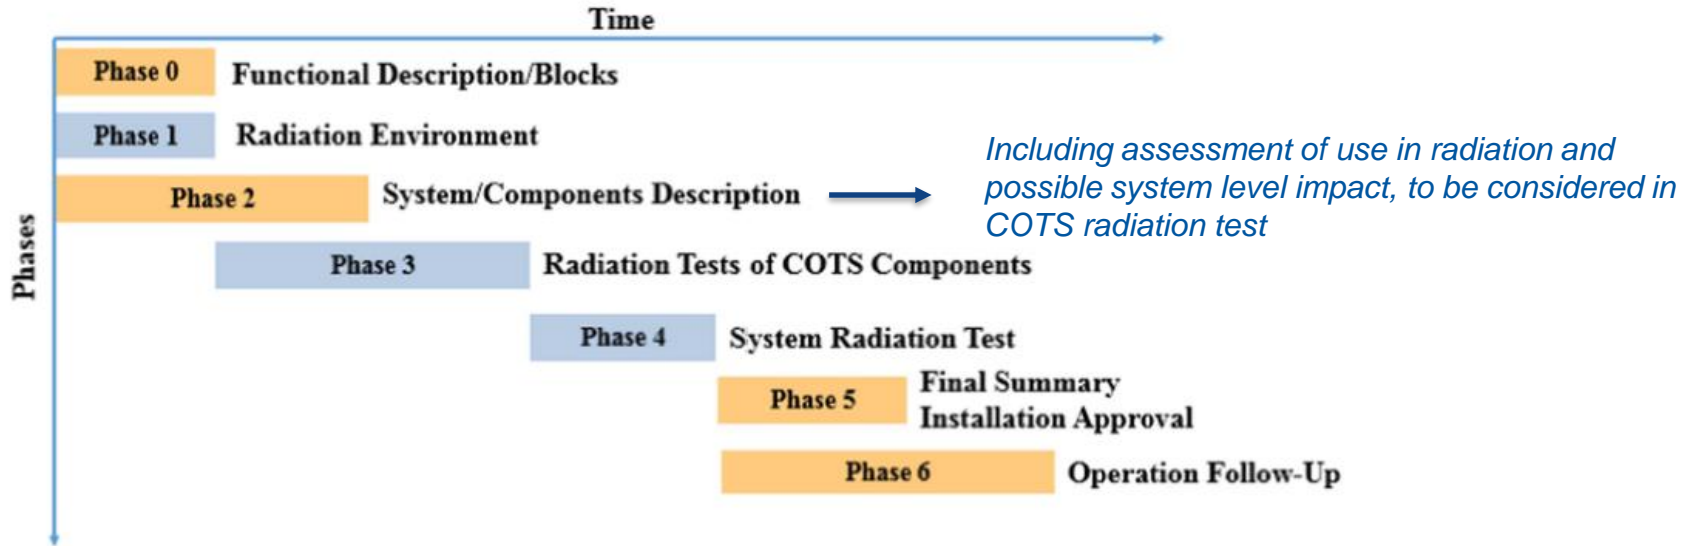 Time
Phases
Phase 0
Functional Description/Blocks
Phase 1
Radiation Environment
Phase 2
System/Components Description
Including assessment of use in radiation and
possible system level impact, to be considered in
COTS radiation test
Phase 3
Radiation Tests of COTS Components
Phase 4
System Radiation Test
Phase 5
Final Summary
Installation Approval
Phase 6
Operation Follow-Up